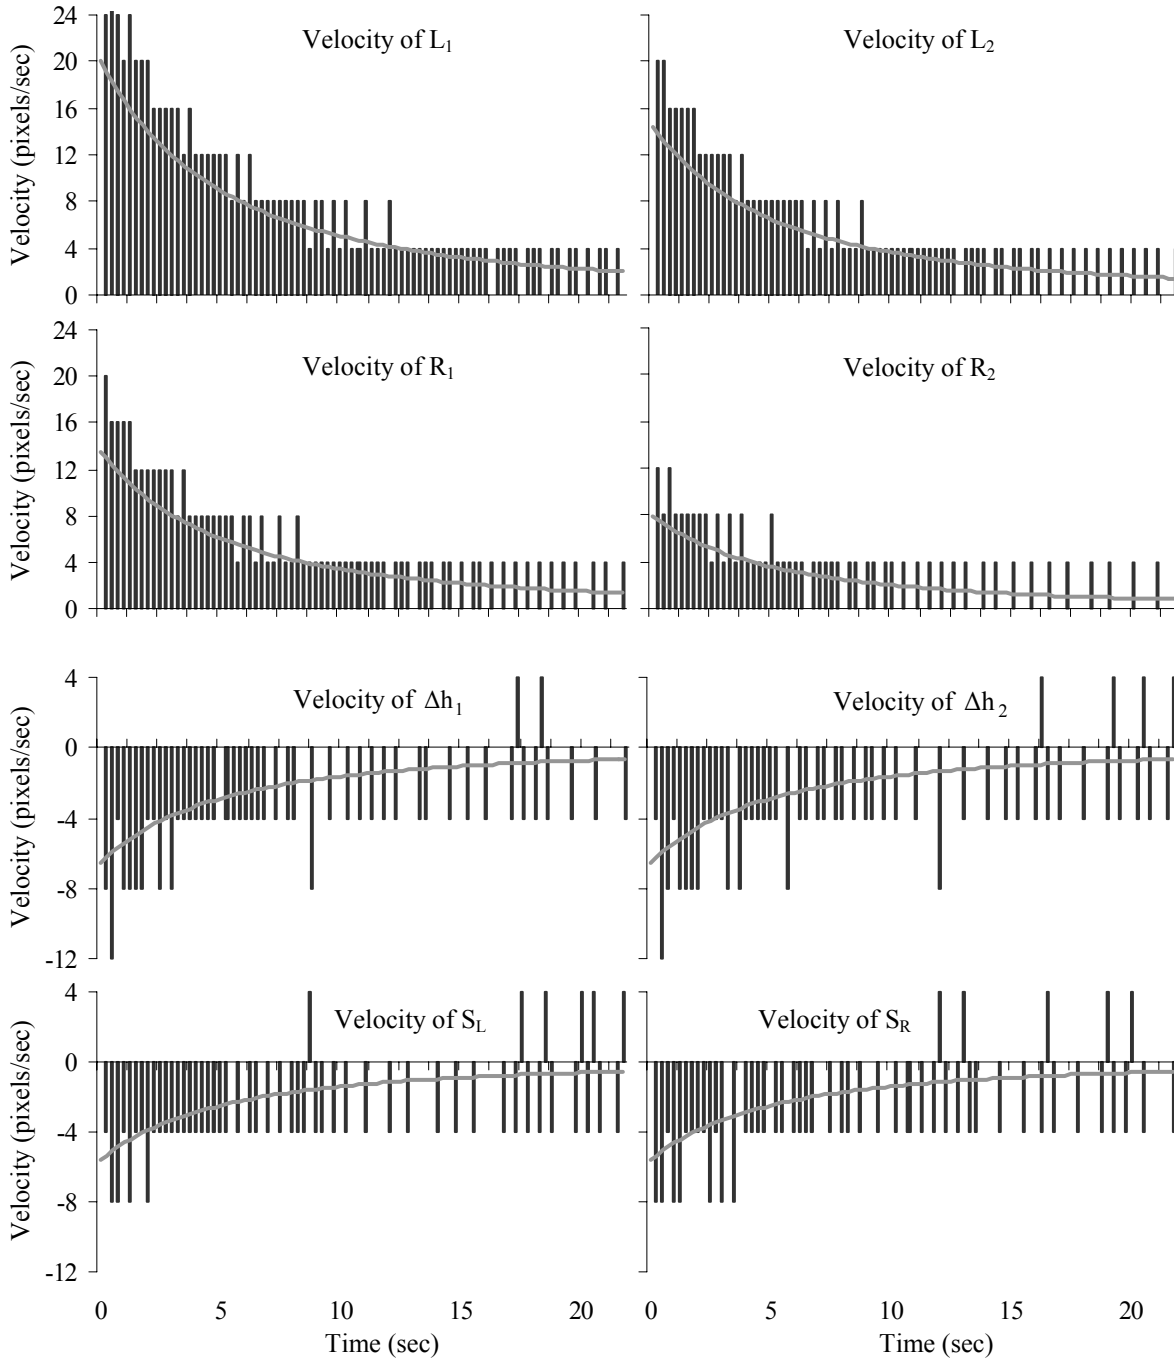 Velocity of L1
Velocity of L2
Velocity (pixels/sec)
24
20
16
12
8
4
0
Velocity of R1
Velocity of R2
Velocity (pixels/sec)
24
20
16
12
8
4
0
Velocity of Δh1
Velocity of Δh2
Velocity (pixels/sec)
4
0
-4
-8
-12
Velocity of SL
Velocity of SR
Velocity (pixels/sec)
4
0
-4
-8
-12
0 5 10 15 20
0 5 10 15 20
Time (sec)
Time (sec)